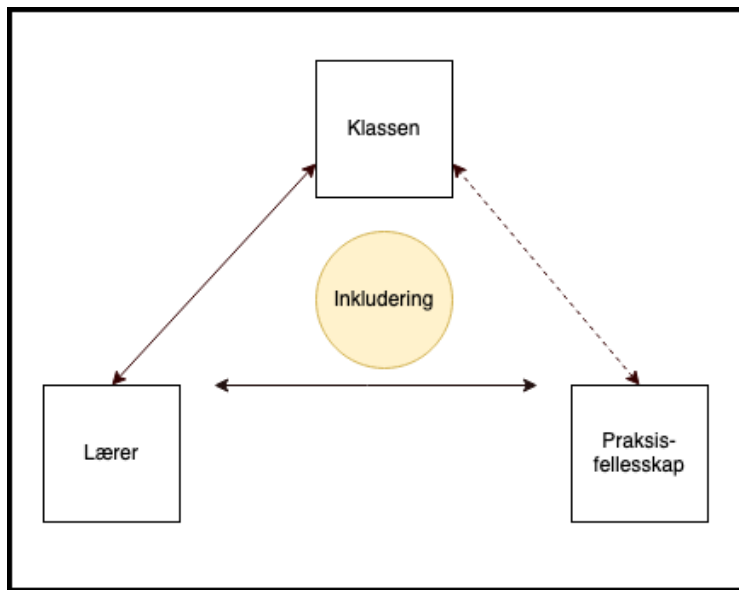 Klassen
Inkludering
Lærer
Praksis-
fellesskap